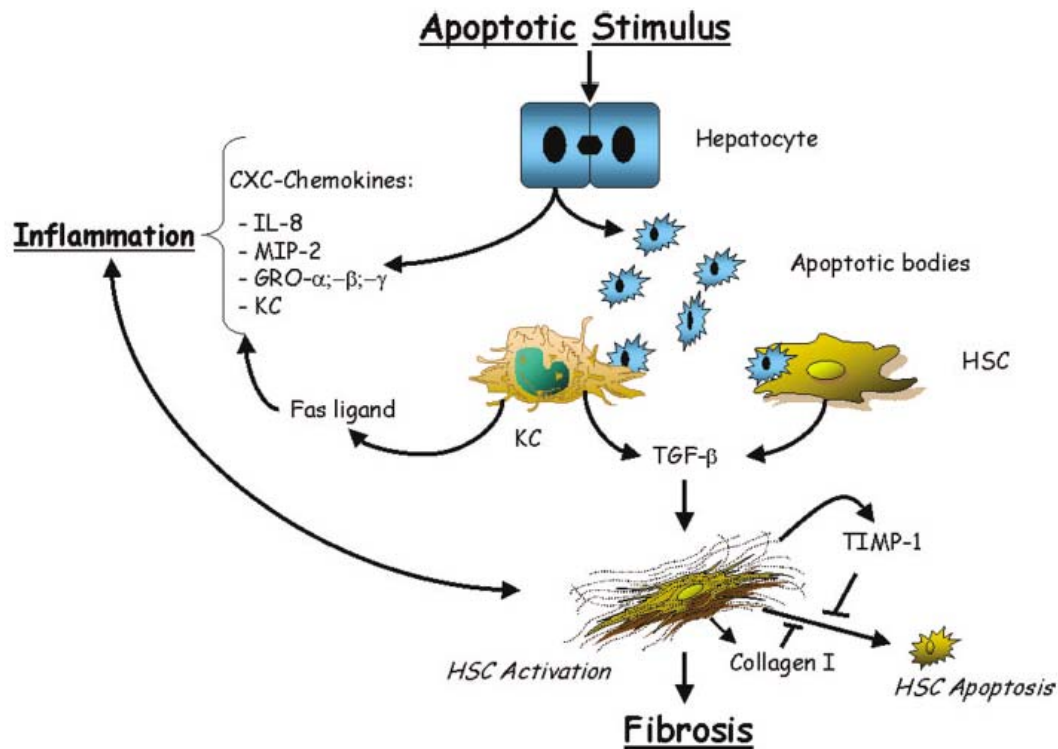 Apoptotic Stimulus
Hepatocyte
CXC-Chemokines:
- IL-8
- MIP-2
- GRO-α;-β;-γ
- KC
Inflammation
Apoptotic bodies
HSC
Fas ligand
KC
TGF-β
TIMP-1
Collagen I
HSC Activation
HSC Apoptosis
Fibrosis